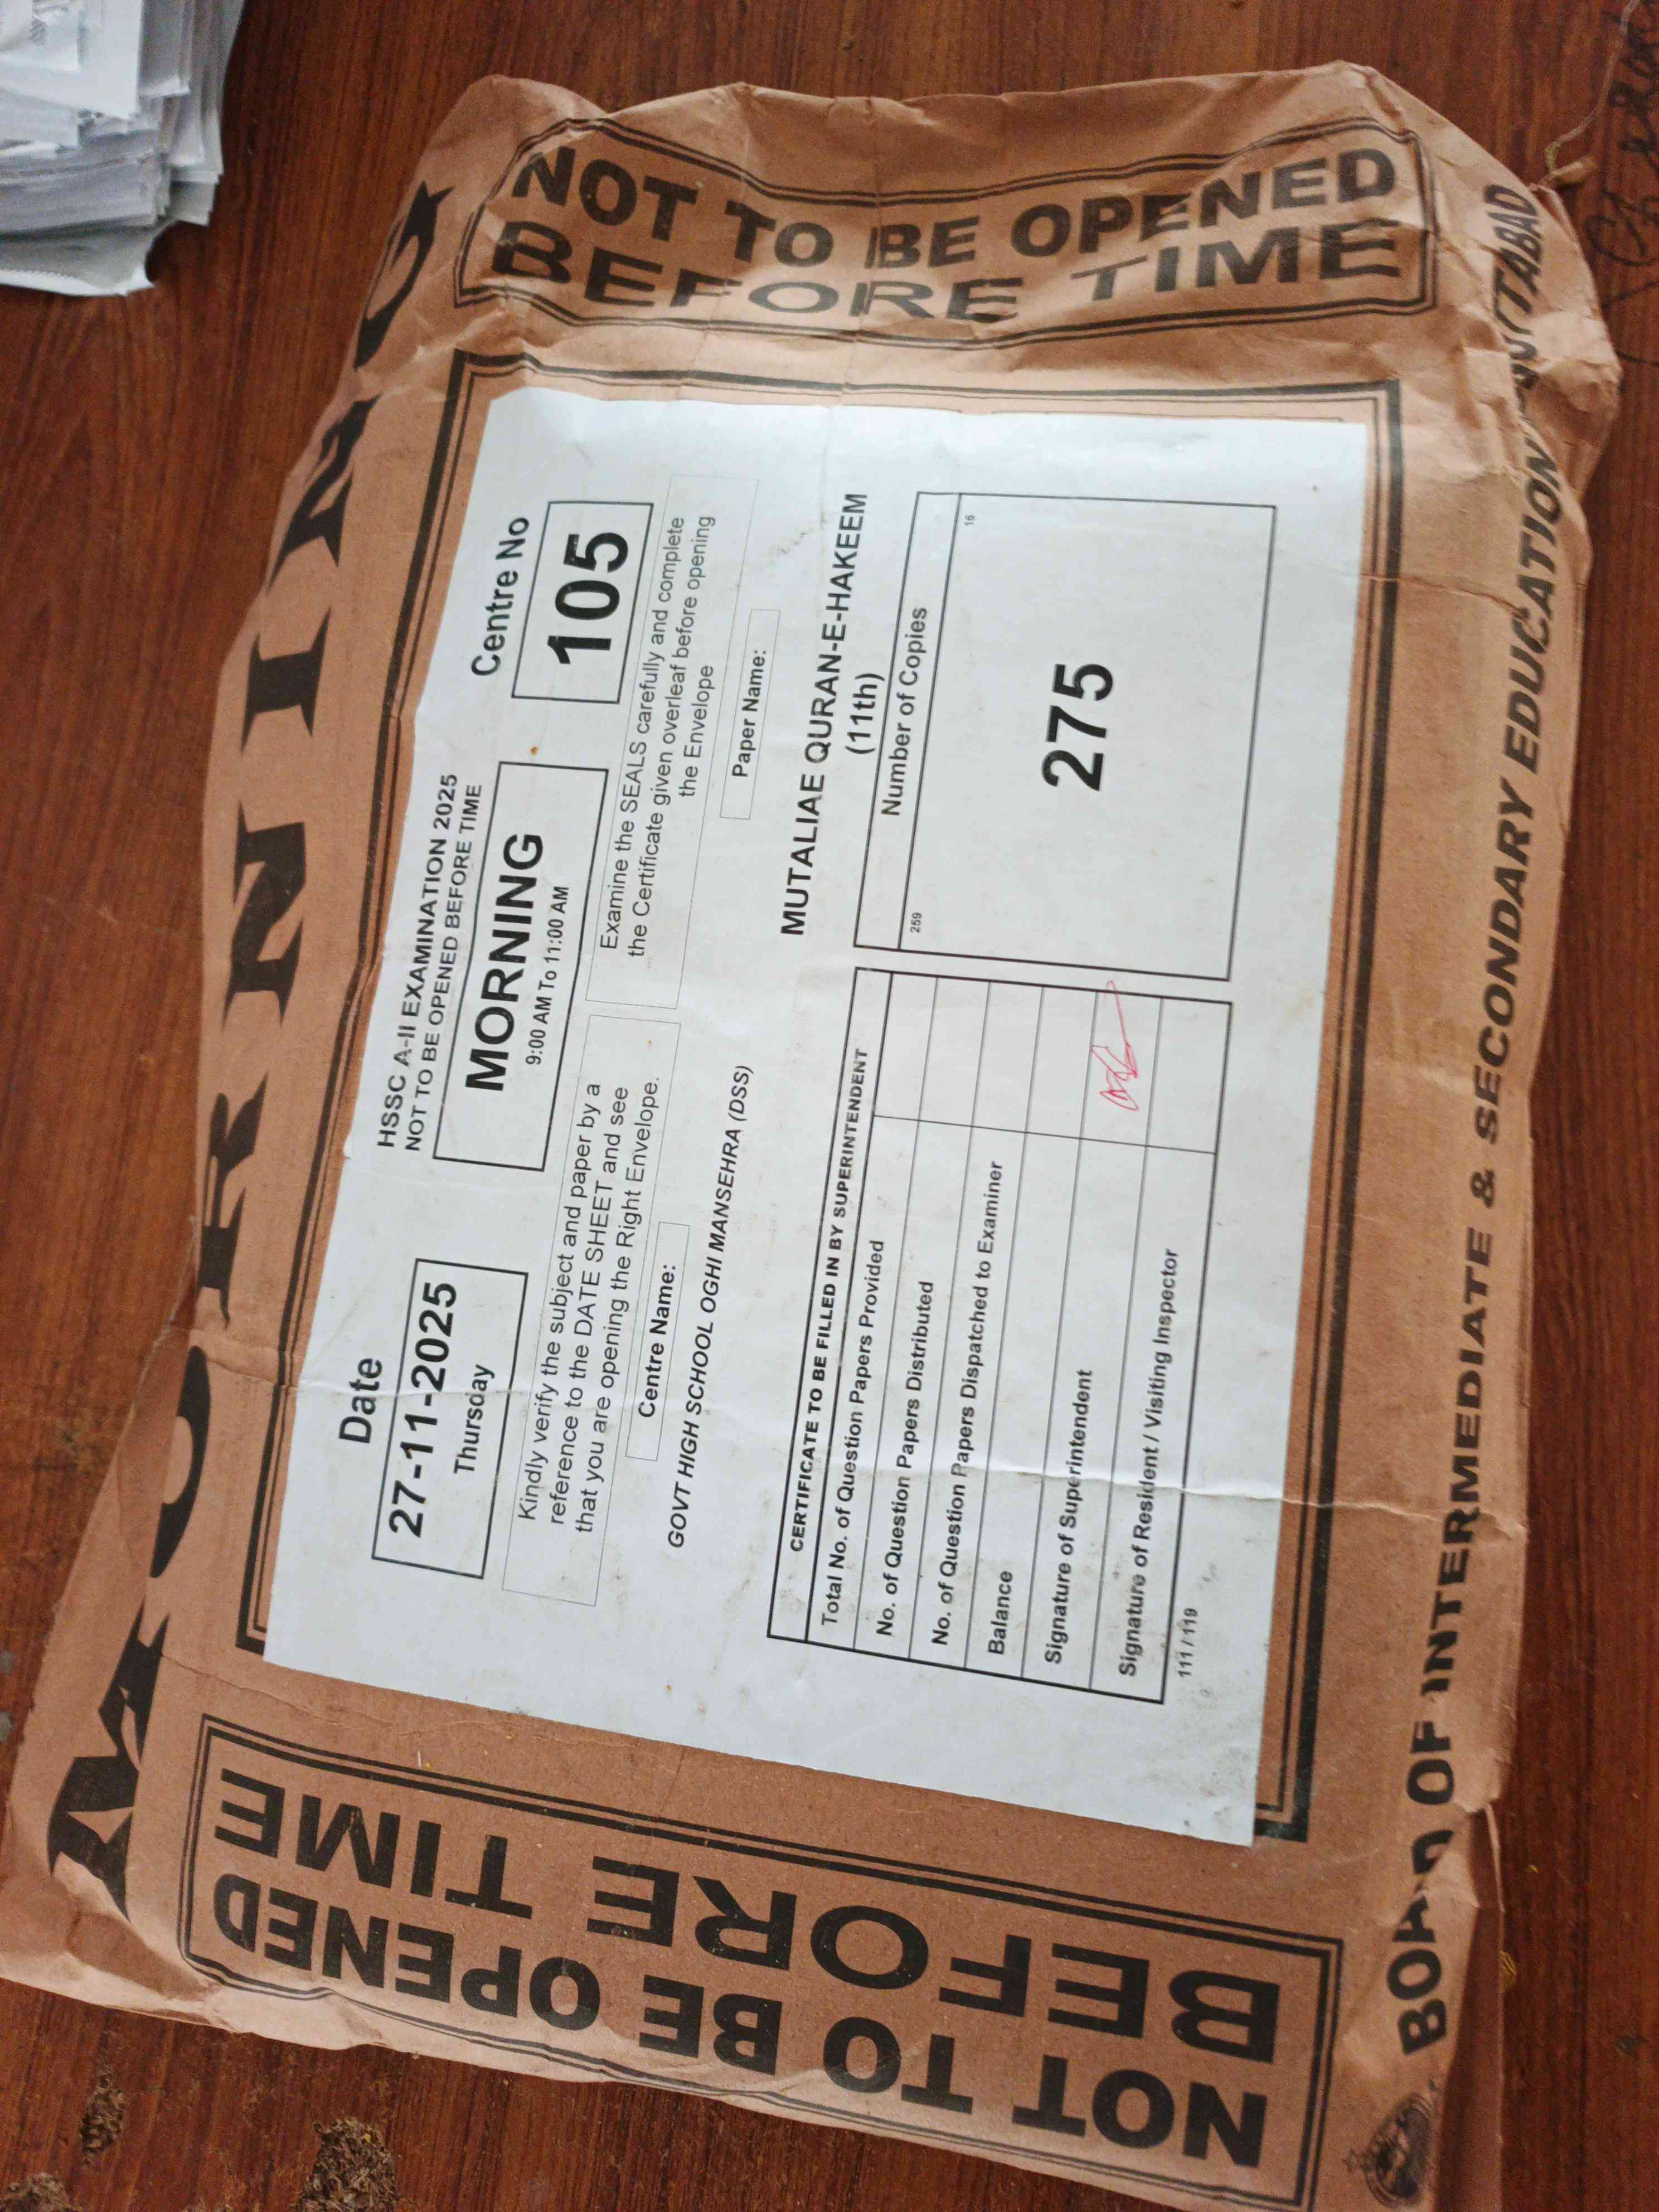 MORNING
NOT TO BE OPENED
BEFORE TIME
Date
27-11-2025
Thursday
HSSC A-II EXAMINATION 2025
NOT TO BE OPENED BEFORE TIME
MORNING
9:00 AM To 11:00 AM
Centre No
105
Kindly verify the subject and paper by a
reference to the DATE SHEET and see
that you are opening the Right Envelope.
Examine the SEALS carefully and complete
the Certificate given overleaf before opening
the Envelope
Centre Name:
GOVT HIGH SCHOOL OGHI MANSEHRA (DSS)
Paper Name:
MUTALIAE QURAN-E-HAKEEM
(11th)
CERTIFICATE TO BE FILLED IN BY SUPERINTENDENT
Total No. of Question Papers Provided
No. of Question Papers Distributed
No. of Question Papers Dispatched to Examiner
Balance
Signature of Superintendent
Signature of Resident / Visiting Inspector
111 / 119
Number of Copies
259
16
275
NOT TO BE OPENED
BEFORE TIME
BOARD OF INTERMEDIATE & SECONDARY EDUCATION